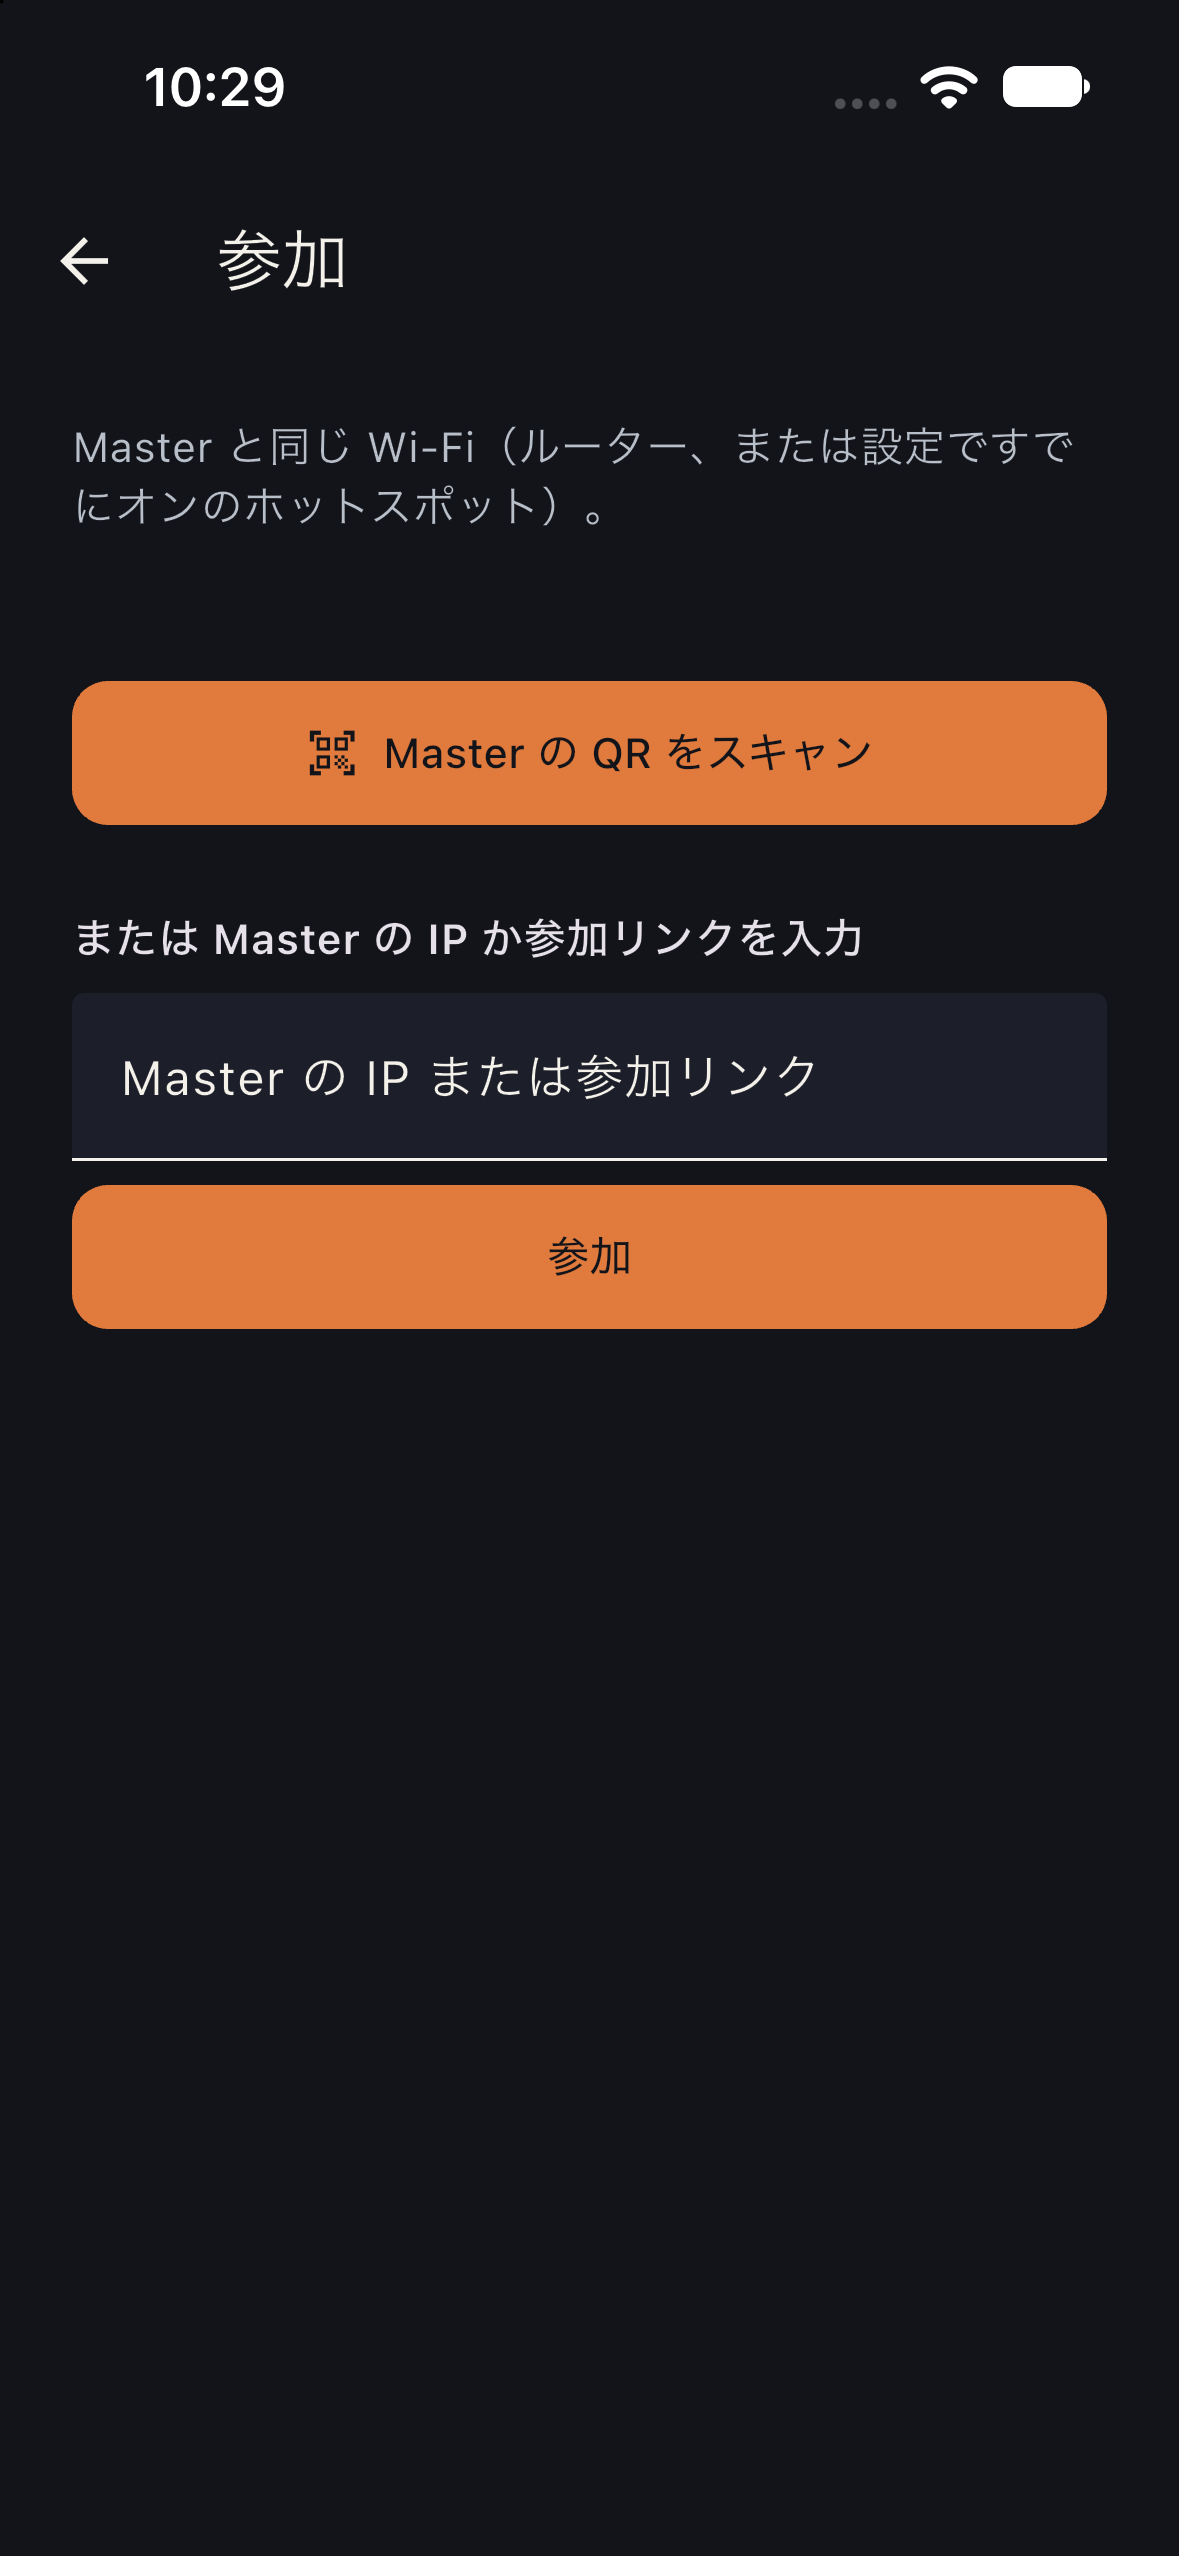 10:29
参加
Master と同じ Wi-Fi（ルーター、または設定ですで
にオンのホットスポット）。
Master の QR をスキャン
または Master の IP か参加リンクを入力
Master の IP または参加リンク
参加